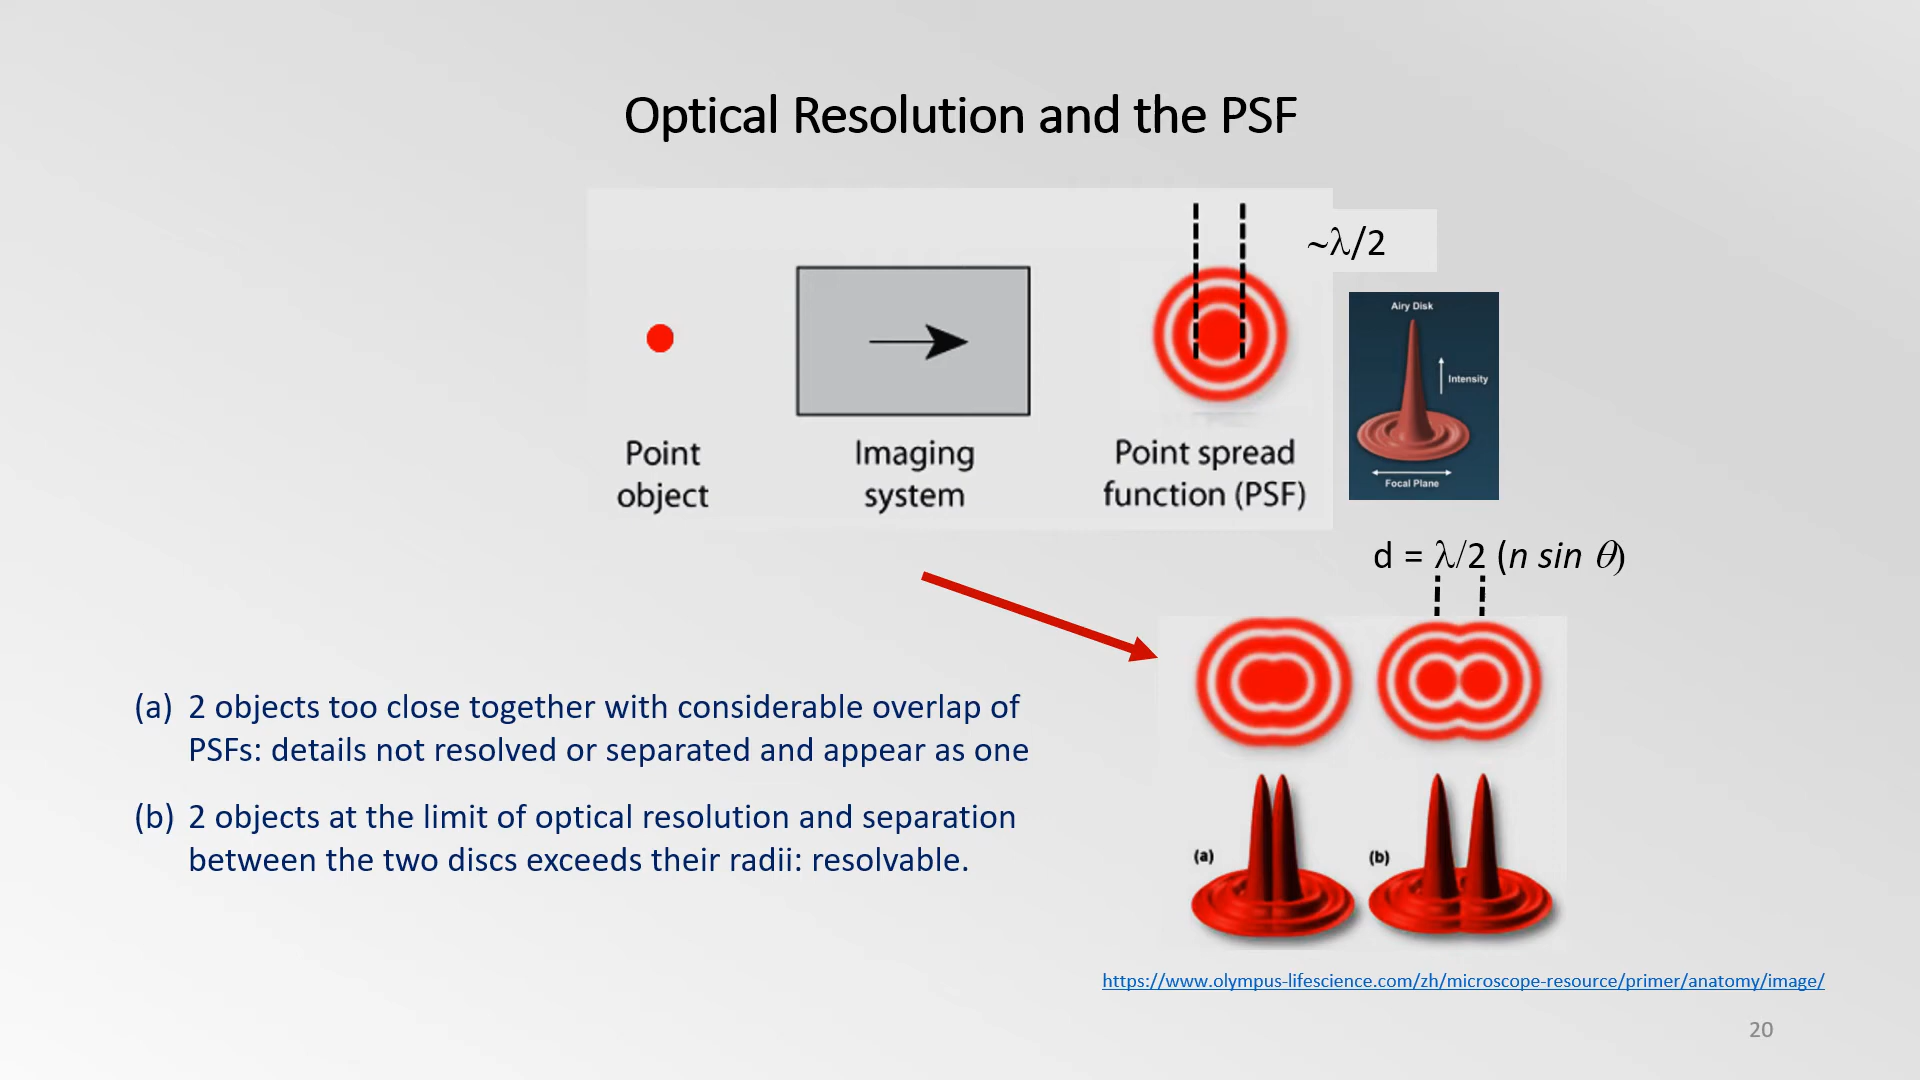 Optical Resolution and the PSF
~λ/2
Airy Disk
Intensity
Focal Plane
Point
object
Imaging
system
Point spread
function (PSF)
d = λ/2 (n sin θ)
(a) 2 objects too close together with considerable overlap of
PSFs: details not resolved or separated and appear as one
(b) 2 objects at the limit of optical resolution and separation
between the two discs exceeds their radii: resolvable.
(a)
(b)
https://www.olympus-lifescience.com/zh/microscope-resource/primer/anatomy/image/
20